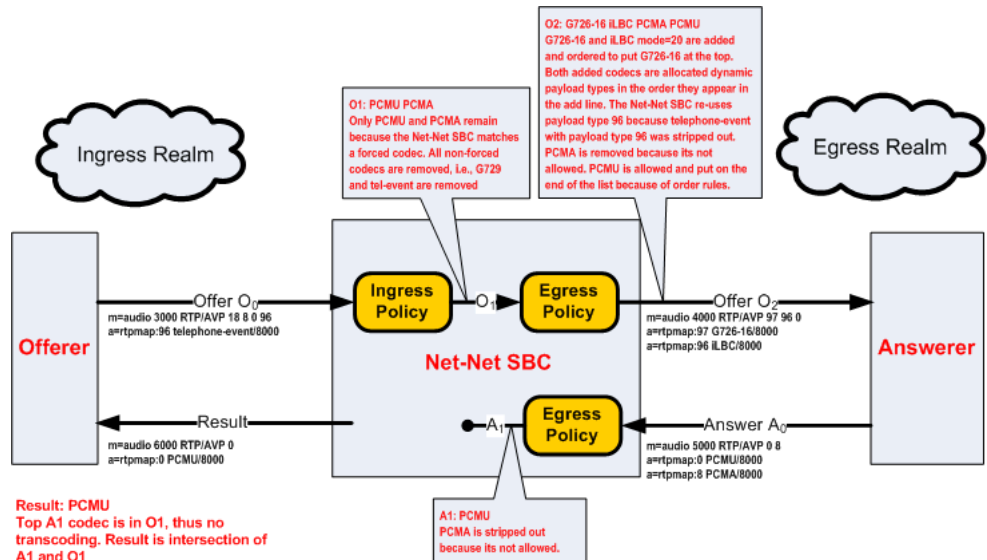 O2: G726-16 iLBC PCMA PCMU
G726-16 and iLBC mode=20 are added
and ordered to put G726-16 at the top.
Both added codecs are allocated dynamic
payload types in the order they appear in
the add line. The Net-Net SBC re-uses
payload type 96 because telephone-event
with payload type 96 was stripped out.
PCMA is removed because its not
allowed. PCMU is allowed and put on the
end of the list because of order rules.
O1: PCMU PCMA
Only PCMU and PCMA remain
because the Net-Net SBC matches
a forced codec. All non-forced
codecs are removed, i.e., G729
and tel-event are removed
Ingress Realm
Egress Realm
Offerer
Offer O0
m=audio 3000 RTP/AVP 18 8 0 96
a=rtpmap:96 telephone-event/8000
Ingress
Policy
O1
Egress
Policy
Net-Net SBC
Offer O2
m=audio 4000 RTP/AVP 97 96 0
a=rtpmap:97 G726-16/8000
a=rtpmap:96 iLBC/8000
Answerer
Result
m=audio 6000 RTP/AVP 0
a=rtpmap:0 PCMU/8000
A1
Egress
Policy
Answer A0
m=audio 5000 RTP/AVP 0 8
a=rtpmap:0 PCMU/8000
a=rtpmap:8 PCMA/8000
Result: PCMU
Top A1 codec is in O1, thus no
transcoding. Result is intersection of
A1 and O1
A1: PCMU
PCMA is stripped out
because its not allowed.